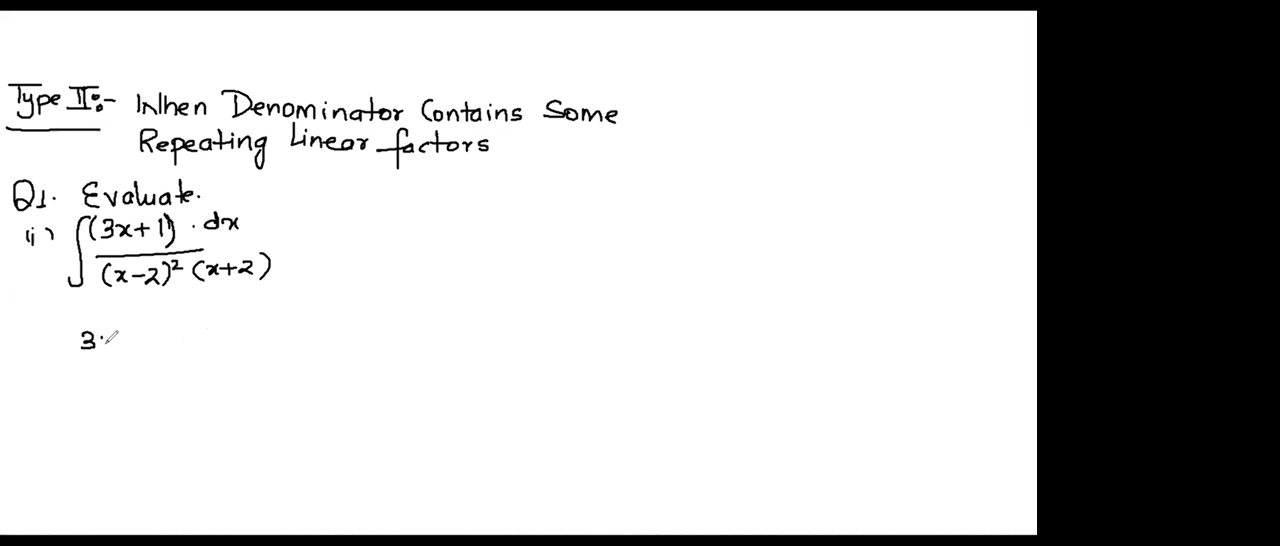 Type II:- When Denominator Contains Some
Repeating Linear factors
Q1. Evaluate.
(i) ∫ (3x+1) . dx
(x-2)² (x+2)
3